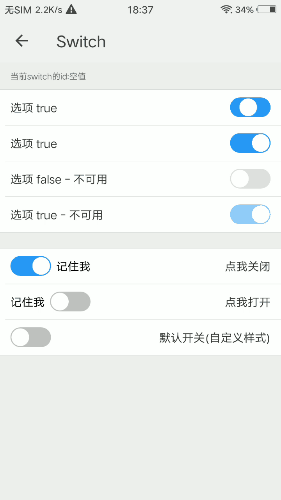 无SIM 2.2K/s 18:37 34%
Switch
当前switch的id:空值
选项 true
选项 true
选项 false - 不可用
选项 true - 不可用
记住我 点我关闭
记住我 点我打开
默认开关(自定义样式)